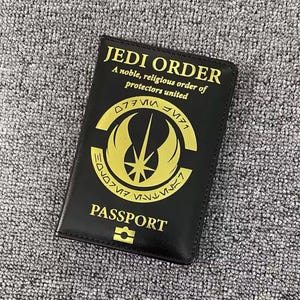 JEDI ORDER
A noble, religious order of
protectors united
PASSPORT